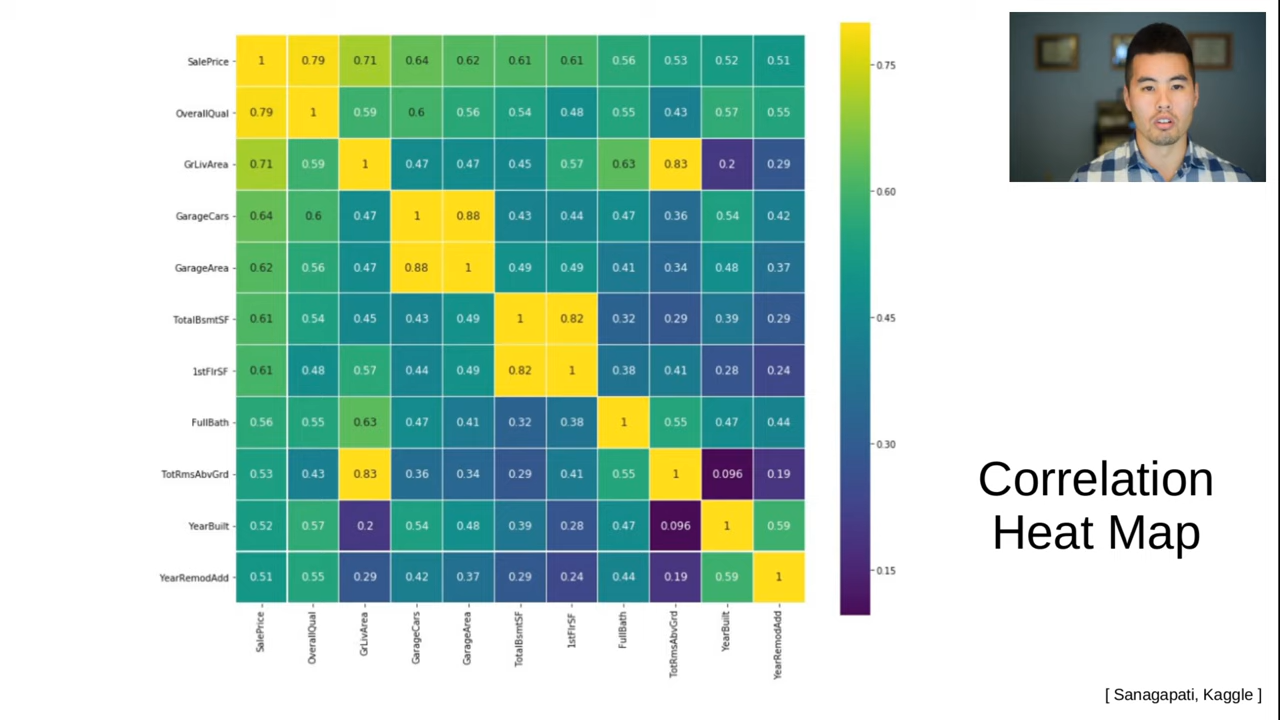 SalePrice 1 0.79 0.71 0.64 0.62 0.61 0.61 0.56 0.53 0.52 0.51
OverallQual 0.79 1 0.59 0.6 0.56 0.54 0.48 0.55 0.43 0.57 0.55
GrLivArea 0.71 0.59 1 0.47 0.47 0.45 0.57 0.63 0.83 0.2 0.29
GarageCars 0.64 0.6 0.47 1 0.88 0.43 0.44 0.47 0.36 0.54 0.42
GarageArea 0.62 0.56 0.47 0.88 1 0.49 0.49 0.41 0.34 0.48 0.37
TotalBsmtSF 0.61 0.54 0.45 0.43 0.49 1 0.82 0.32 0.29 0.39 0.29
1stFlrSF 0.61 0.48 0.57 0.44 0.49 0.82 1 0.38 0.41 0.28 0.24
FullBath 0.56 0.55 0.63 0.47 0.41 0.32 0.38 1 0.55 0.47 0.44
TotRmsAbvGrd 0.53 0.43 0.83 0.36 0.34 0.29 0.41 0.55 1 0.096 0.19
YearBuilt 0.52 0.57 0.2 0.54 0.48 0.39 0.28 0.47 0.096 1 0.59
YearRemodAdd 0.51 0.55 0.29 0.42 0.37 0.29 0.24 0.44 0.19 0.59 1
SalePrice
OverallQual
GrLivArea
GarageCars
GarageArea
TotalBsmtSF
1stFlrSF
FullBath
TotRmsAbvGrd
YearBuilt
YearRemodAdd
0.75
0.60
0.45
0.30
0.15
Correlation
Heat Map
[ Sanagapati, Kaggle ]